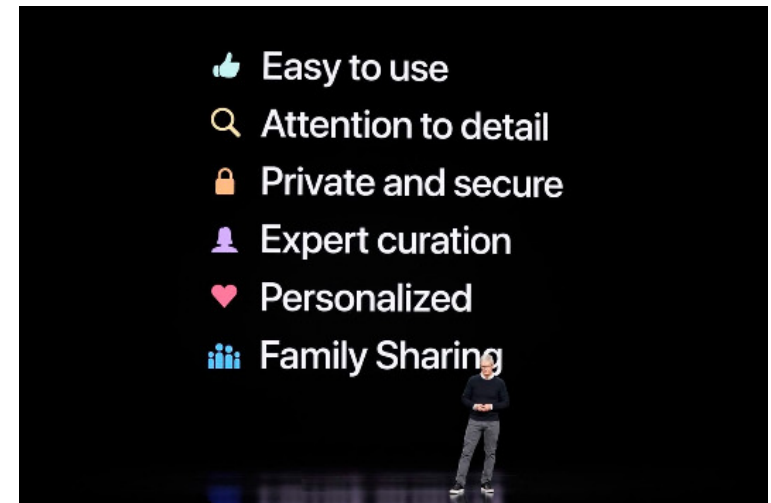 Easy to use
Attention to detail
Private and secure
Expert curation
Personalized
Family Sharing